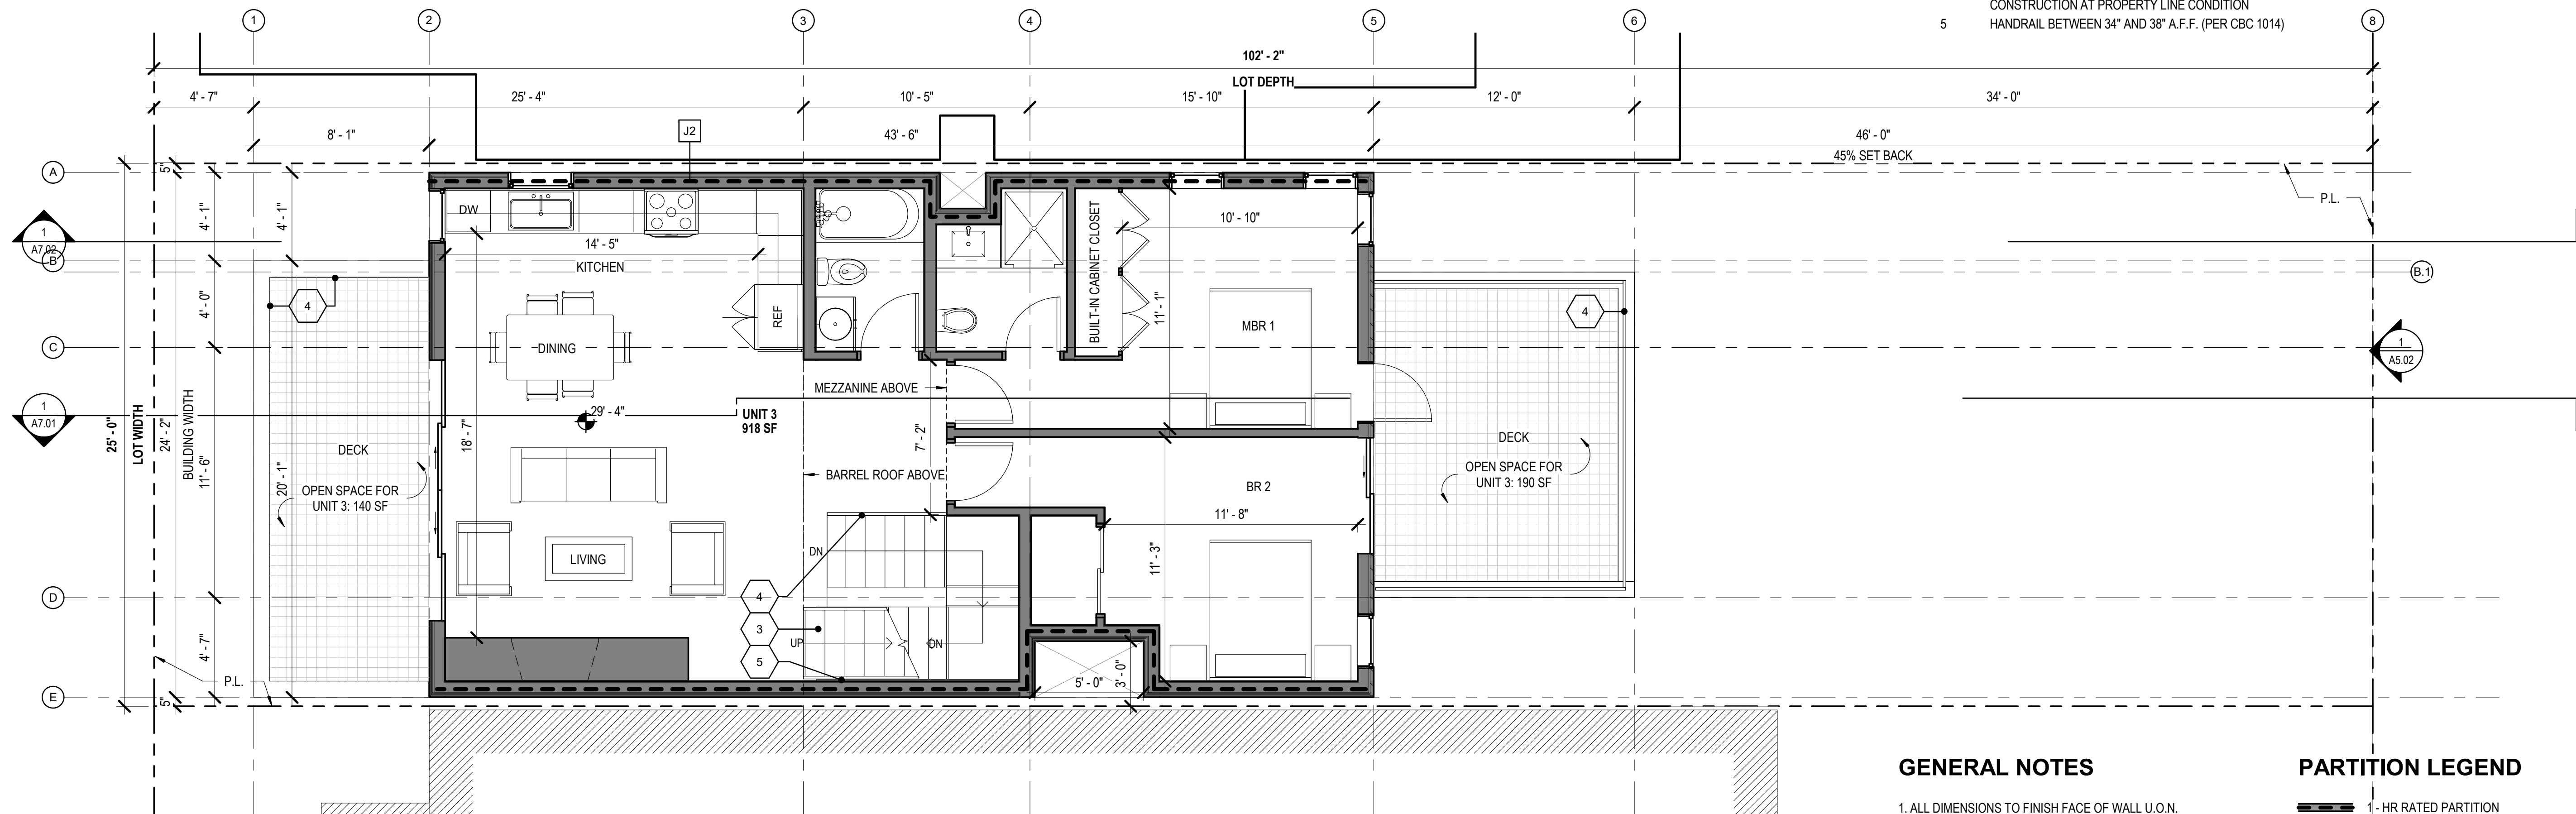 CONSTRUCTION AT PROPERTY LINE CONDITION
5 HANDRAIL BETWEEN 34" AND 38" A.F.F. (PER CBC 1014)
1 2 3 4 5 6 8
102' - 2"
LOT DEPTH
4' - 7" 25' - 4" 10' - 5" 15' - 10" 12' - 0" 34' - 0"
8' - 1" 43' - 6" 46' - 0"
J2
45% SET BACK
A
5"
P.L.
DW
BUILT-IN CABINET CLOSET
10' - 10"
4' - 1"
4' - 1"
1
A7.02
B
14' - 5"
KITCHEN
B.1
4
4' - 0"
REF
11' - 1"
MBR 1
4
C
DINING
1
A5.02
MEZZANINE ABOVE
1
A7.01
29' - 4"
UNIT 3
918 SF
25' - 0"
LOT WIDTH
24' - 2"
BUILDING WIDTH
11' - 6"
20' - 1"
18' - 7"
7' - 2"
DECK
OPEN SPACE FOR
UNIT 3: 140 SF
BARREL ROOF ABOVE
BR 2
DECK
OPEN SPACE FOR
UNIT 3: 190 SF
11' - 8"
DN
LIVING
11' - 3"
D
4
3
5
UP
DN
4' - 7"
P.L.
5' - 0"
3' - 0"
E
5"
GENERAL NOTES
1. ALL DIMENSIONS TO FINISH FACE OF WALL U.O.N.
PARTITION LEGEND
1 - HR RATED PARTITION